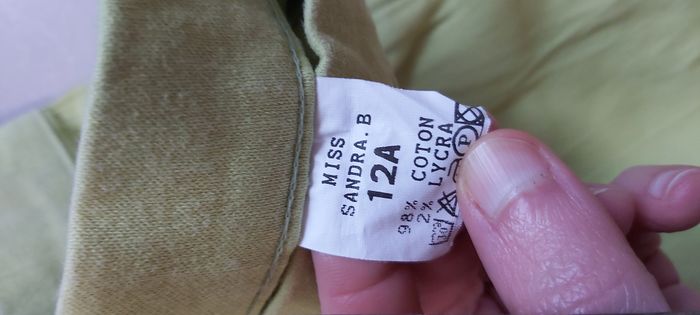 MISS
SANDRA.B
12A
98% COTON
2% LYCRA
P